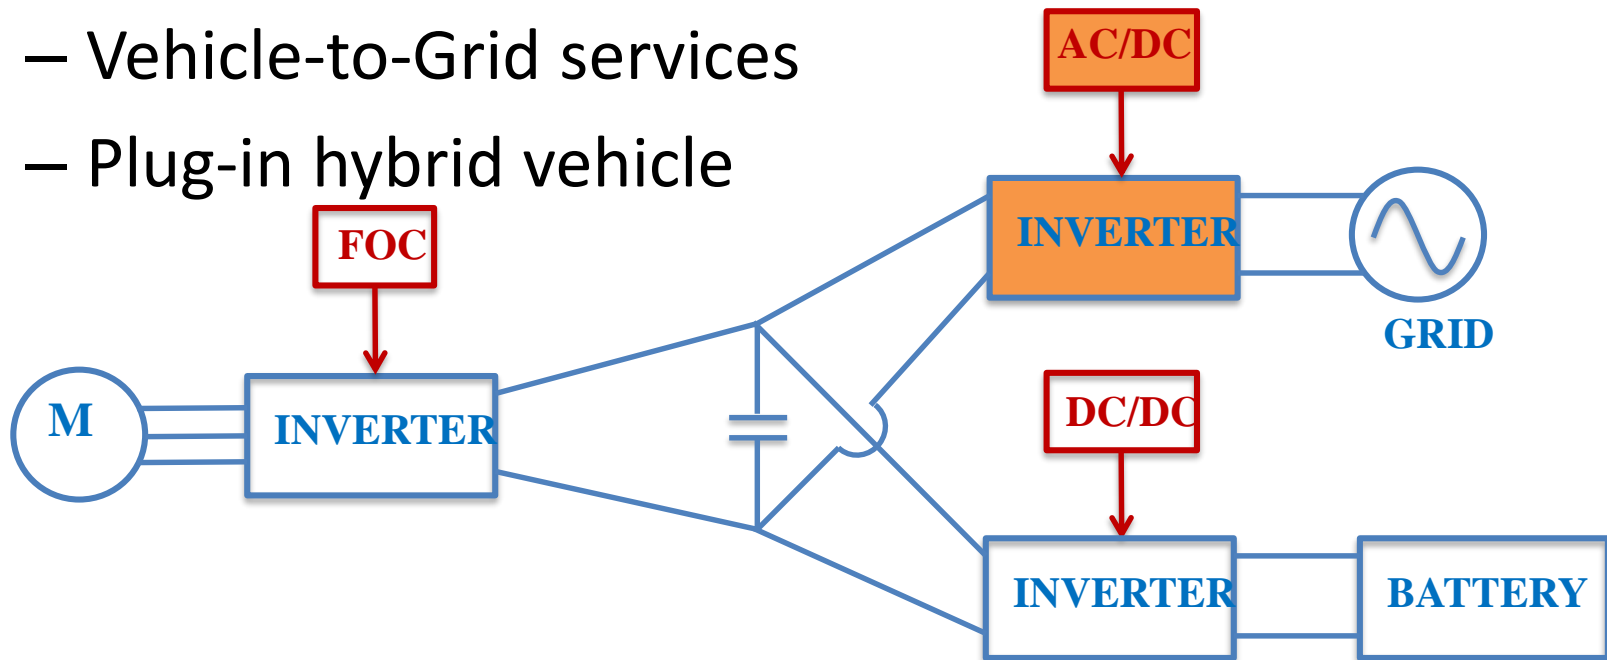 – Vehicle-to-Grid services
– Plug-in hybrid vehicle
AC/DC
INVERTER
GRID
FOC
M
INVERTER
DC/DC
INVERTER
BATTERY